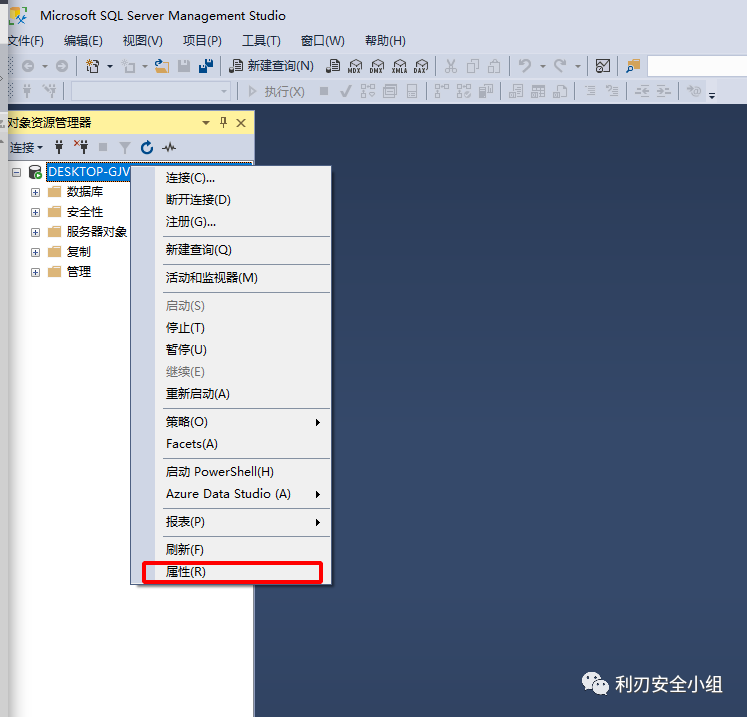 Microsoft SQL Server Management Studio
文件(F) 编辑(E) 视图(V) 项目(P) 工具(T) 窗口(W) 帮助(H)
新建查询(N) MDX DMX XMLA DAX
执行(X)
对象资源管理器
连接
DESKTOP-GJV
数据库
安全性
服务器对象
复制
管理
连接(C)...
断开连接(D)
注册(G)...
新建查询(Q)
活动和监视器(M)
启动(S)
停止(T)
暂停(U)
继续(E)
重新启动(A)
策略(O)
Facets(A)
启动 PowerShell(H)
Azure Data Studio (A)
报表(P)
刷新(F)
属性(R)
利刃安全小组